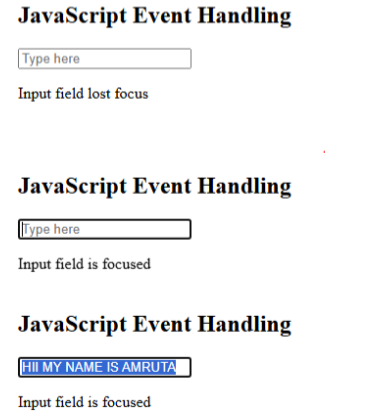 JavaScript Event Handling
Type here
Input field lost focus
JavaScript Event Handling
Type here
Input field is focused
JavaScript Event Handling
HII MY NAME IS AMRUTA
Input field is focused